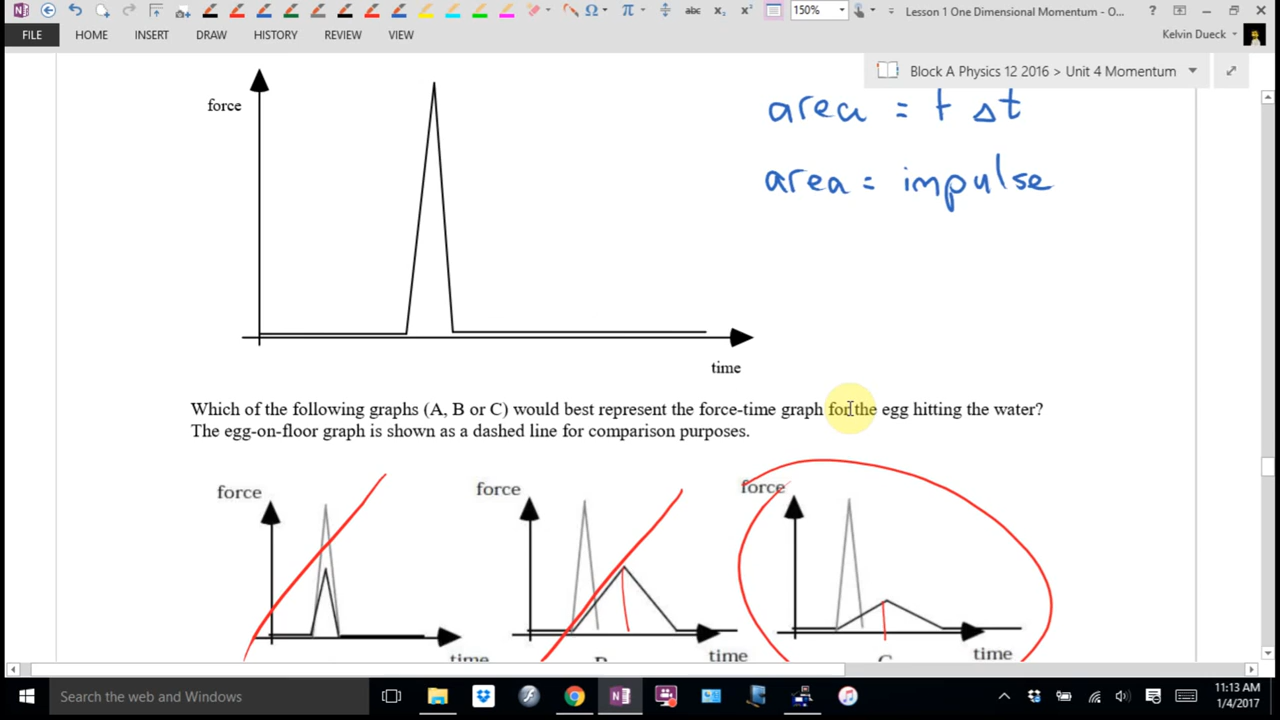 150%
Lesson 1 One Dimensional Momentum - O...
FILE HOME INSERT DRAW HISTORY REVIEW VIEW
Kelvin Dueck
Block A Physics 12 2016 > Unit 4 Momentum
force
area = F Δt
area = impulse
time
Which of the following graphs (A, B or C) would best represent the force-time graph for the egg hitting the water?
The egg-on-floor graph is shown as a dashed line for comparison purposes.
force force force
time time time
Search the web and Windows
11:13 AM
1/4/2017